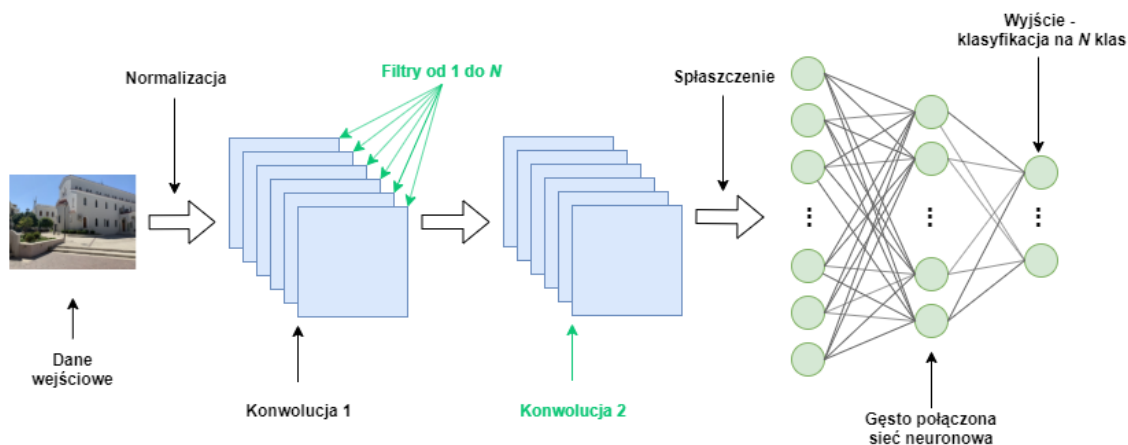 Wyjście -
klasyfikacja na N klas
Normalizacja
Filtry od 1 do N
Spłaszczenie
Dane
wejściowe
Konwolucja 1
Konwolucja 2
Gęsto połączona
sieć neuronowa